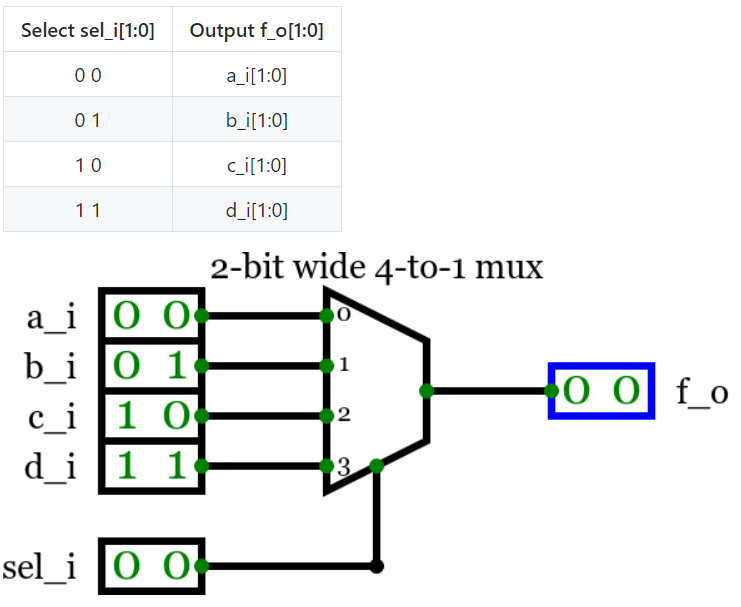 Select sel_i[1:0] Output f_o[1:0]
0 0 a_i[1:0]
0 1 b_i[1:0]
1 0 c_i[1:0]
1 1 d_i[1:0]
2-bit wide 4-to-1 mux
a_i 0 0 0
b_i 0 1 1
c_i 1 0 2
d_i 1 1 3
0 0 f_o
sel_i 0 0